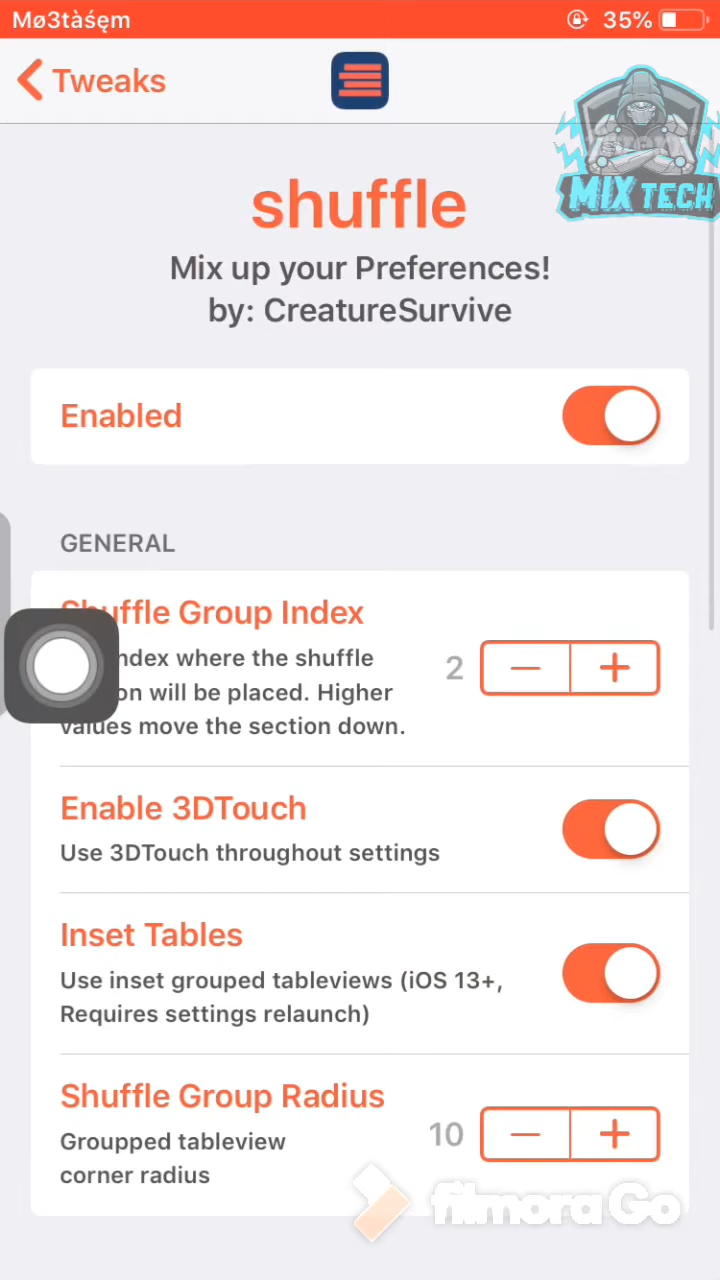 Mø3tàśęm
35%
Tweaks
MIX TECH
shuffle
Mix up your Preferences!
by: CreatureSurvive
Enabled
GENERAL
Shuffle Group Index
ndex where the shuffle
on will be placed. Higher
values move the section down.
2
Enable 3DTouch
Use 3DTouch throughout settings
Inset Tables
Use inset grouped tableviews (iOS 13+,
Requires settings relaunch)
Shuffle Group Radius
Groupped tableview
corner radius
10
filmora Go